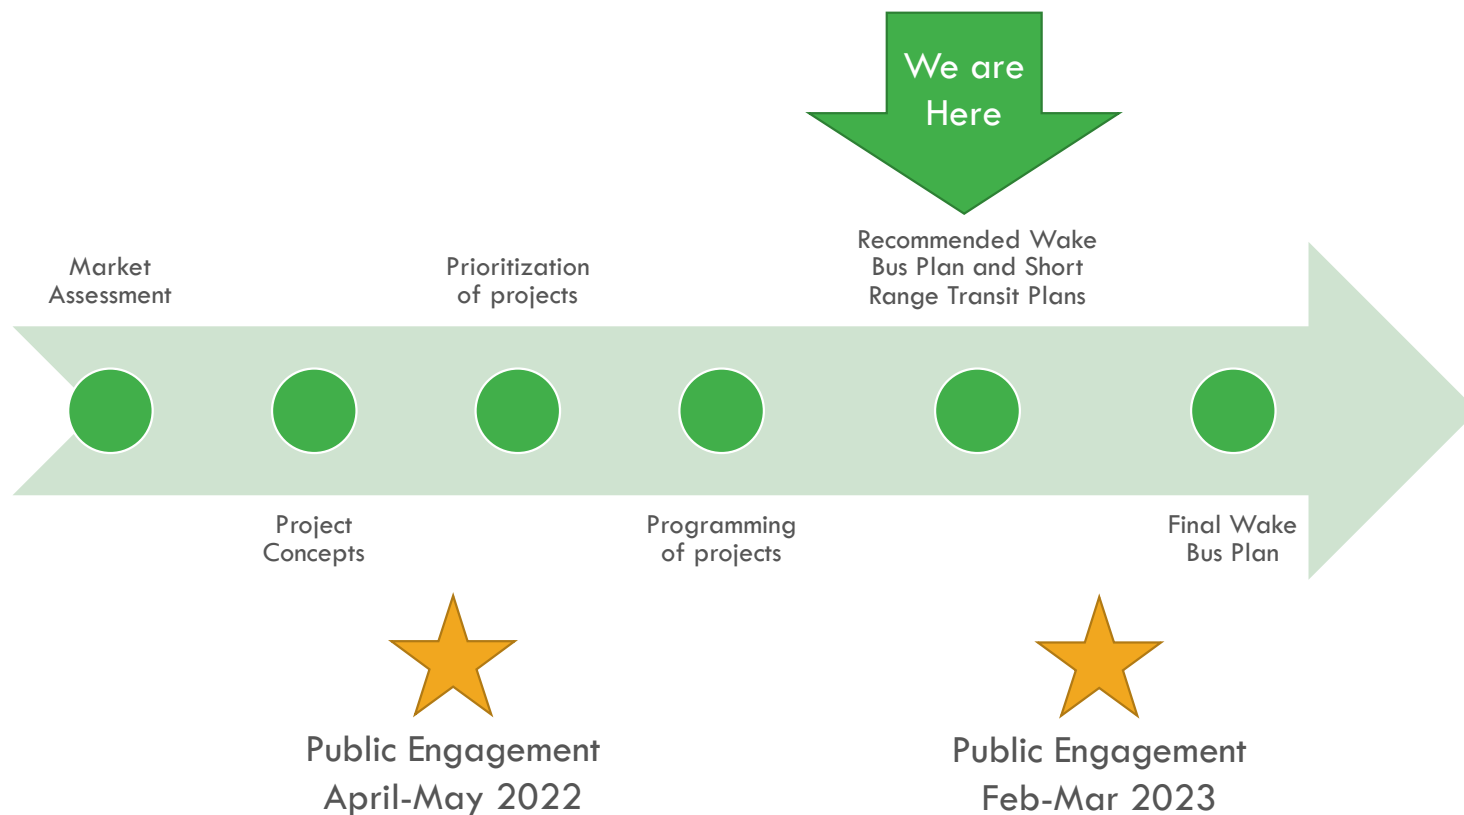 We are
Here
Market
Assessment
Prioritization
of projects
Recommended Wake
Bus Plan and Short
Range Transit Plans
Project
Concepts
Programming
of projects
Final Wake
Bus Plan
Public Engagement
April-May 2022
Public Engagement
Feb-Mar 2023